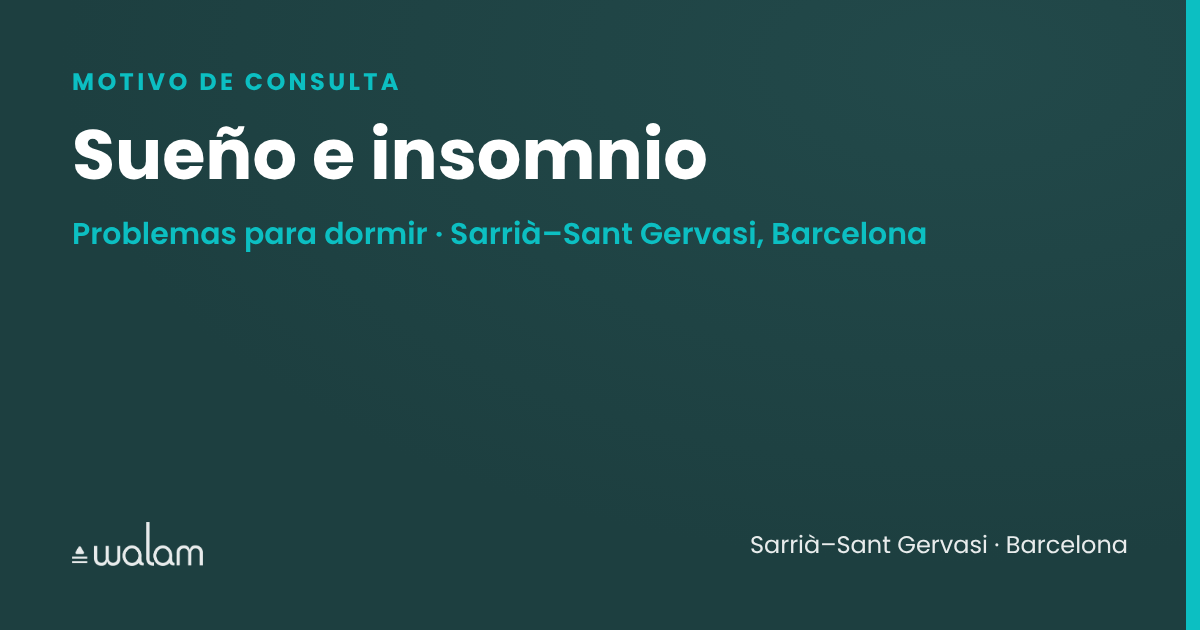 MOTIVO DE CONSULTA
Sueño e insomnio
Problemas para dormir · Sarrià–Sant Gervasi, Barcelona
walam
Sarrià–Sant Gervasi · Barcelona